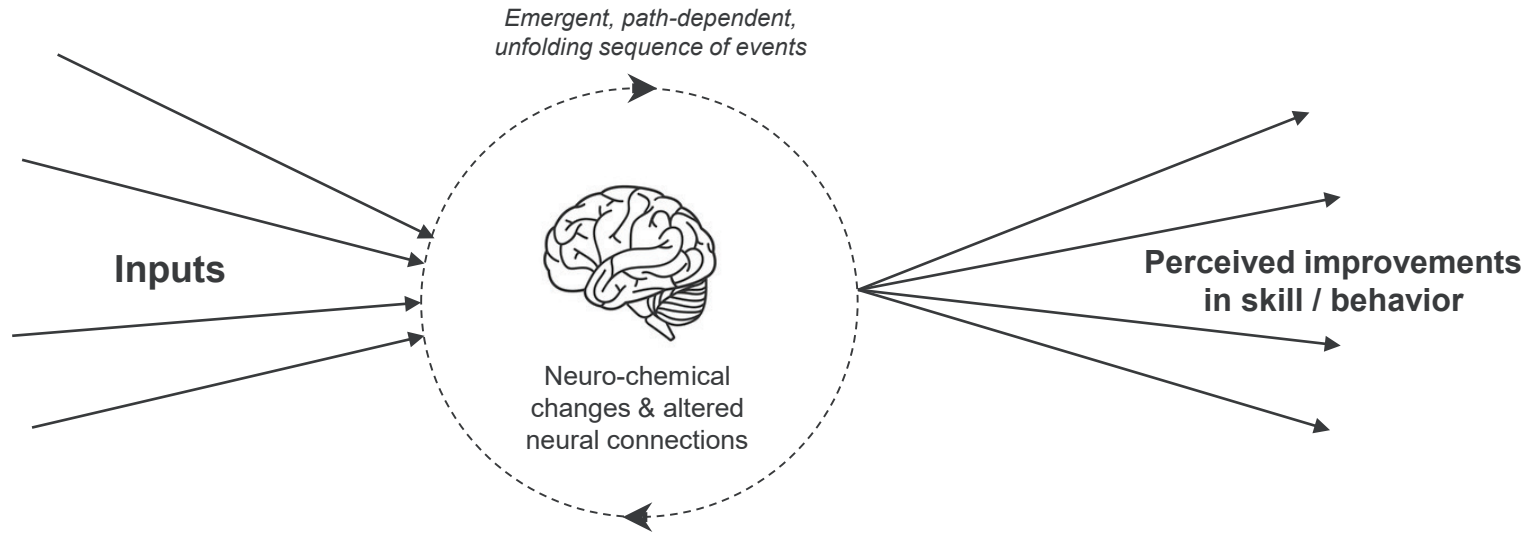 Emergent, path-dependent,
unfolding sequence of events
Inputs
Neuro-chemical
changes & altered
neural connections
Perceived improvements
in skill / behavior